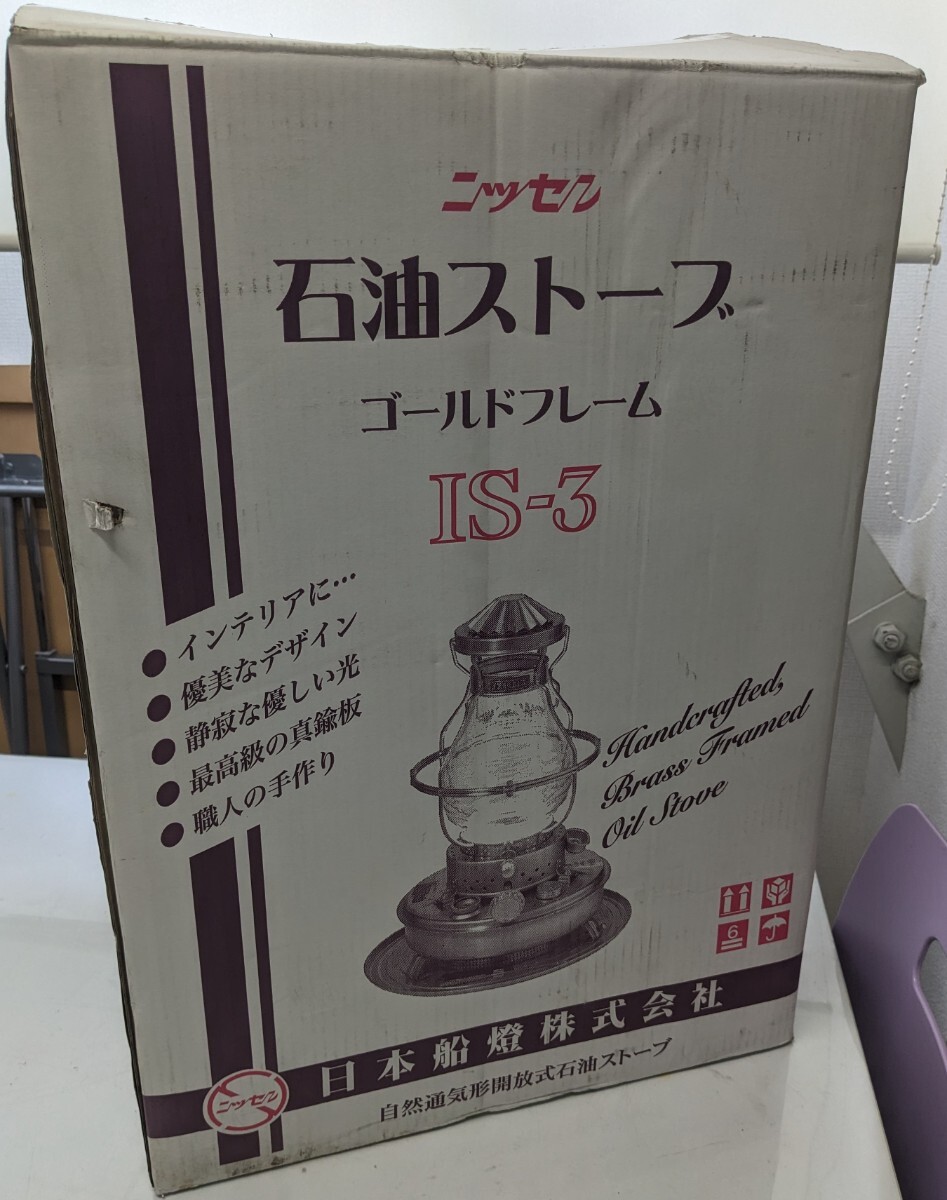 ニッセル
石油ストーブ
ゴールドフレーム
IS-3
●インテリアに…
●優美なデザイン
●静寂な優しい光
●最高級の真鍮板
●職人の手作り
Handcrafted,
Brass Framed
Oil Stove
6
日本船燈株式会社
ニッセル
自然通気形開放式石油ストーブ